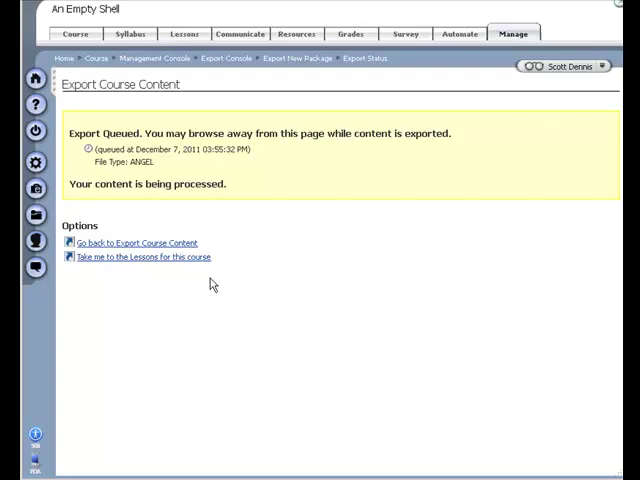 An Empty Shell
Course Syllabus Lessons Communicate Resources Grades Survey Automate Manage
Home » Course » Management Console » Export Console » Export New Package » Export Status
Scott Dennis
Export Course Content
Export Queued. You may browse away from this page while content is exported.
(queued at December 7, 2011 03:55:32 PM)
File Type: ANGEL
Your content is being processed.
Options
Go back to Export Course Content
Take me to the Lessons for this course
508
PDA